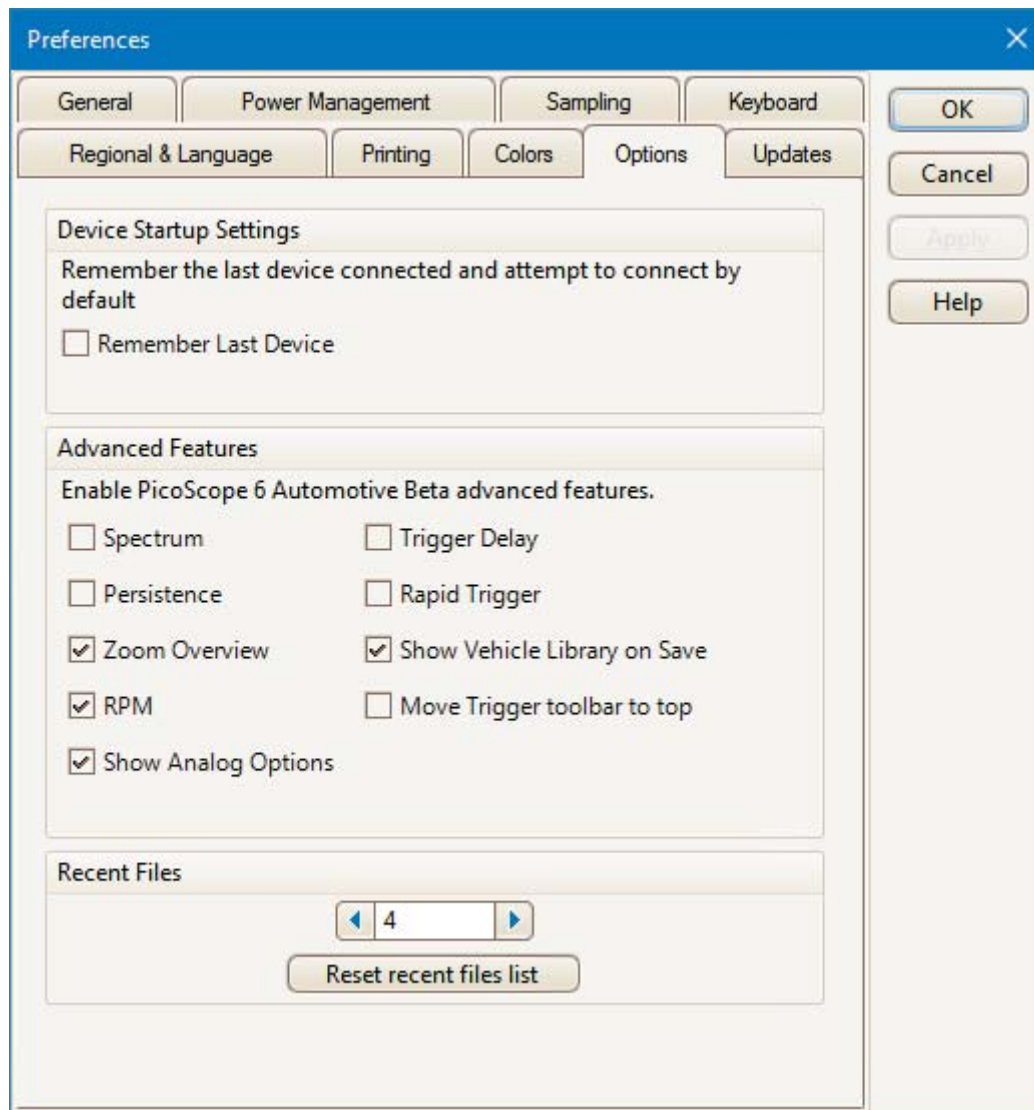 Preferences
General
Power Management
Sampling
Keyboard
Regional & Language
Printing
Colors
Options
Updates
OK
Cancel
Apply
Help
Device Startup Settings
Remember the last device connected and attempt to connect by
default
Remember Last Device
Advanced Features
Enable PicoScope 6 Automotive Beta advanced features.
Spectrum
Trigger Delay
Persistence
Rapid Trigger
Zoom Overview
Show Vehicle Library on Save
RPM
Move Trigger toolbar to top
Show Analog Options
Recent Files
4
Reset recent files list